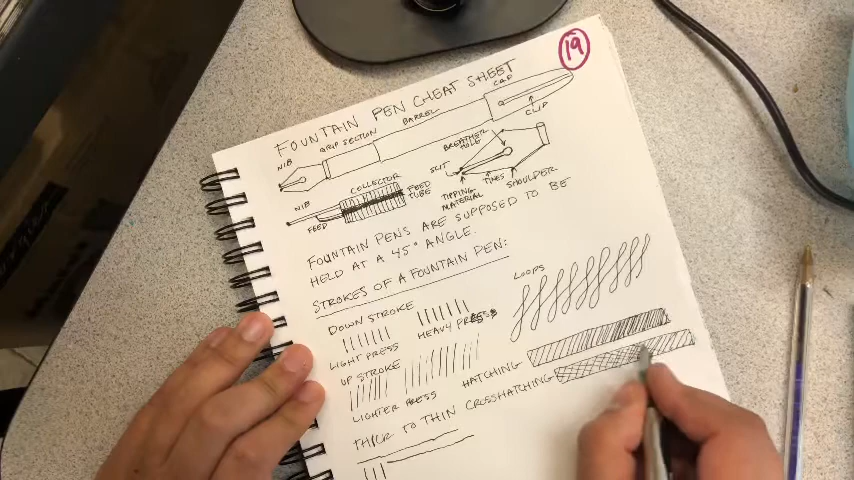 19
FOUNTAIN PEN CHEAT SHEET
CAP
BARREL
CLIP
GRIP SECTION
NIB
BREATHER HOLE
SLIT
TINES
SHOULDER
TIPPING MATERIAL
COLLECTOR
FEED TUBE
NIB
FEED
FOUNTAIN PENS ARE SUPPOSED TO BE
HELD AT A 45° ANGLE.
STROKES OF A FOUNTAIN PEN:
LOOPS
DOWN STROKE
LIGHT PRESS
HEAVY PRESS
UP STROKE
LIGHTER PRESS
HATCHING
CROSSHATCHING
THICK TO THIN